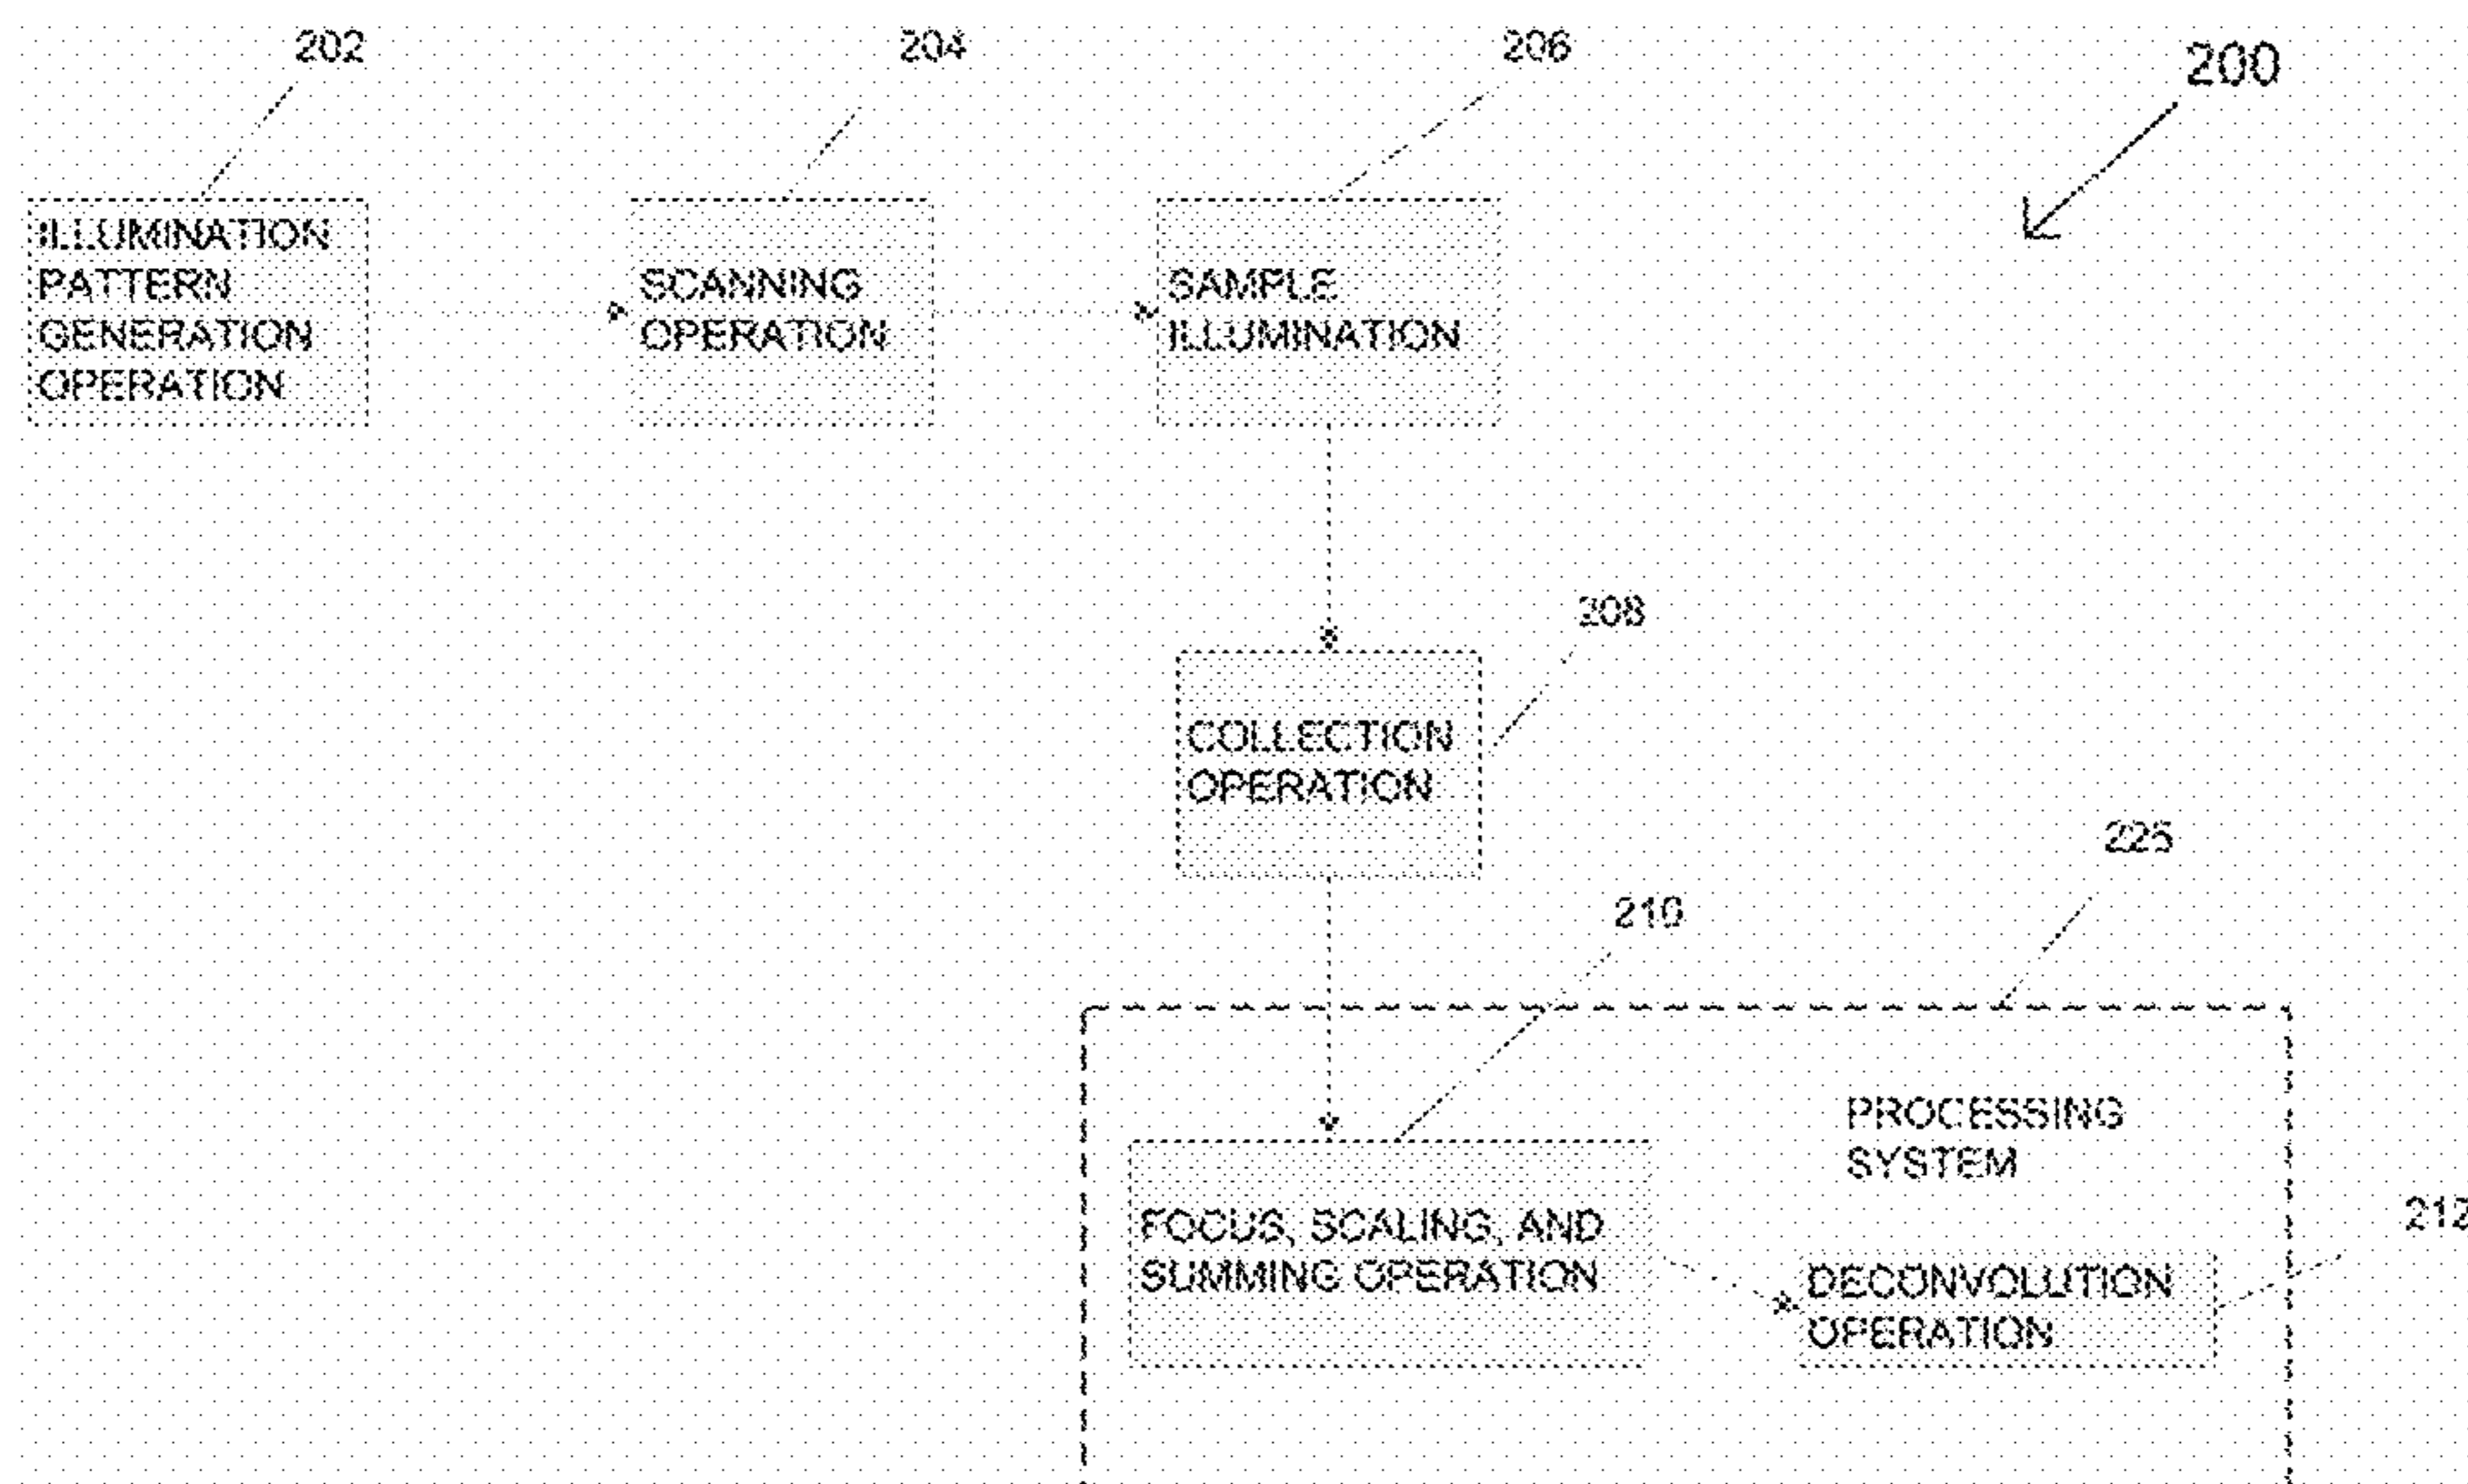 202
204
206
200
ILLUMINATION
PATTERN
GENERATION
OPERATION
SCANNING
OPERATION
SAMPLE
ILLUMINATION
208
COLLECTION
OPERATION
225
210
PROCESSING
SYSTEM
212
FOCUS, SCALING, AND
SUMMING OPERATION
DECONVOLUTION
OPERATION